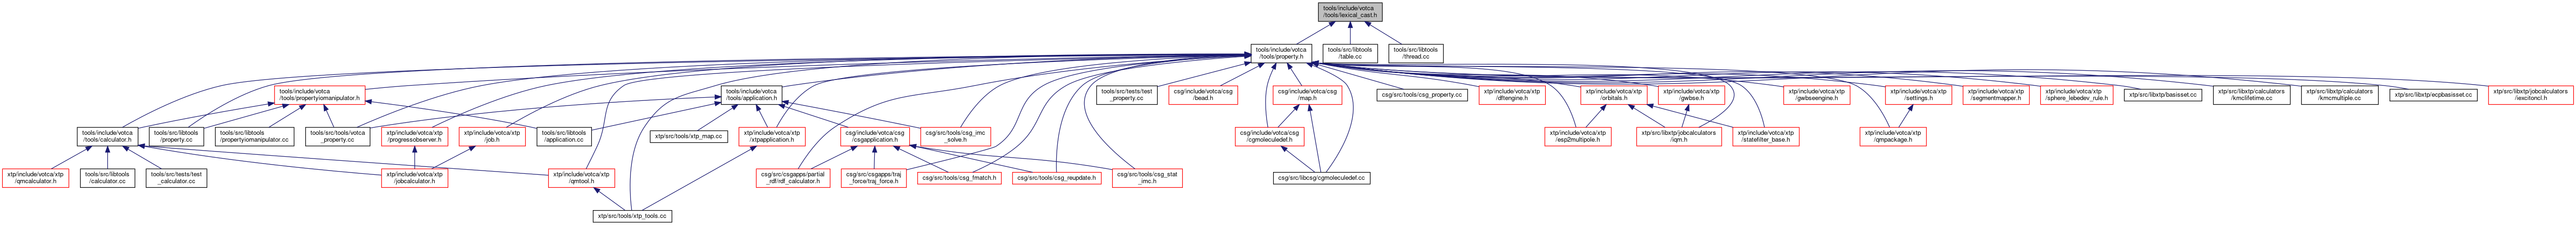 tools/include/votca
/tools/lexical_cast.h
tools/include/votca
/tools/property.h
tools/src/libtools
/table.cc
tools/src/libtools
/thread.cc
tools/include/votca
/tools/propertyiomanipulator.h
tools/include/votca
/tools/application.h
tools/src/tests/test
_property.cc
csg/include/votca/csg
/bead.h
csg/include/votca/csg
/map.h
csg/src/tools/csg_property.cc
xtp/include/votca/xtp
/dftengine.h
xtp/include/votca/xtp
/orbitals.h
xtp/include/votca/xtp
/gwbse.h
xtp/include/votca/xtp
/gwbseengine.h
xtp/include/votca/xtp
/settings.h
xtp/include/votca/xtp
/segmentmapper.h
xtp/include/votca/xtp
/sphere_lebedev_rule.h
xtp/src/libxtp/basisset.cc
xtp/src/libxtp/calculators
/kmclifetime.cc
xtp/src/libxtp/calculators
/kmcmultiple.cc
xtp/src/libxtp/ecpbasisset.cc
xtp/src/libxtp/jobcalculators
/iexcitoncl.h
tools/include/votca
/tools/calculator.h
tools/src/libtools
/property.cc
tools/src/libtools
/propertyiomanipulator.cc
tools/src/tools/votca
_property.cc
xtp/include/votca/xtp
/progressobserver.h
xtp/include/votca/xtp
/job.h
tools/src/libtools
/application.cc
xtp/src/tools/xtp_map.cc
xtp/include/votca/xtp
/xtpapplication.h
csg/include/votca/csg
/csgapplication.h
csg/src/tools/csg_imc
_solve.h
csg/include/votca/csg
/cgmoleculedef.h
xtp/include/votca/xtp
/esp2multipole.h
xtp/src/libxtp/jobcalculators
/iqm.h
xtp/include/votca/xtp
/statefilter_base.h
xtp/include/votca/xtp
/qmpackage.h
xtp/include/votca/xtp
/qmcalculator.h
tools/src/libtools
/calculator.cc
tools/src/tests/test
_calculator.cc
xtp/include/votca/xtp
/jobcalculator.h
xtp/include/votca/xtp
/qmtool.h
csg/src/csgapps/partial
_rdf/rdf_calculator.h
csg/src/csgapps/traj
_force/traj_force.h
csg/src/tools/csg_fmatch.h
csg/src/tools/csg_reupdate.h
csg/src/tools/csg_stat
_imc.h
csg/src/libcsg/cgmoleculedef.cc
xtp/src/tools/xtp_tools.cc